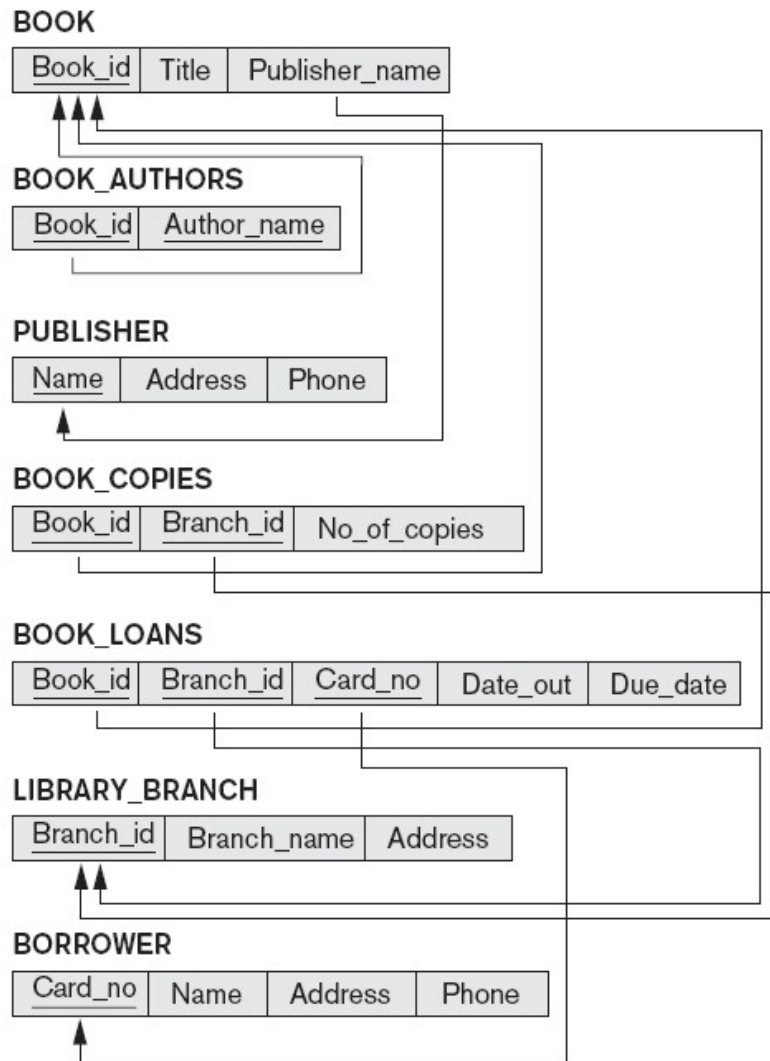 BOOK
Book_id Title Publisher_name
BOOK_AUTHORS
Book_id Author_name
PUBLISHER
Name Address Phone
BOOK_COPIES
Book_id Branch_id No_of_copies
BOOK_LOANS
Book_id Branch_id Card_no Date_out Due_date
LIBRARY_BRANCH
Branch_id Branch_name Address
BORROWER
Card_no Name Address Phone